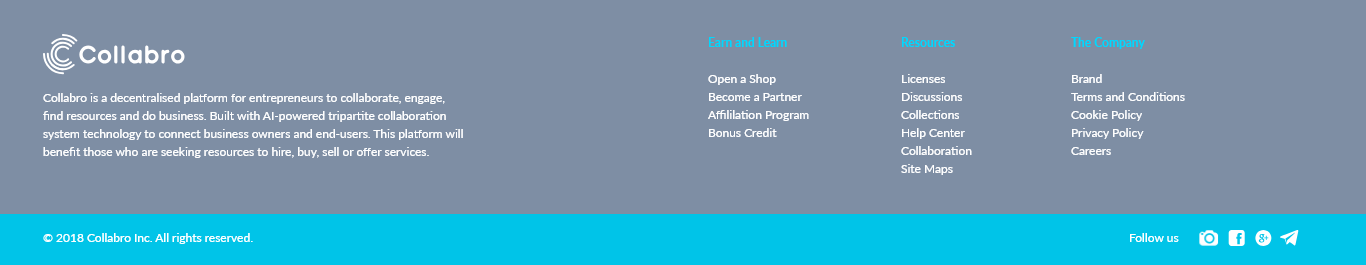 Collabro
Collabro is a decentralised platform for entrepreneurs to collaborate, engage,
find resources and do business. Built with AI-powered tripartite collaboration
system technology to connect business owners and end-users. This platform will
benefit those who are seeking resources to hire, buy, sell or offer services.
Earn and Learn
Open a Shop
Become a Partner
Affililation Program
Bonus Credit
Resources
Licenses
Discussions
Collections
Help Center
Collaboration
Site Maps
The Company
Brand
Terms and Conditions
Cookie Policy
Privacy Policy
Careers
© 2018 Collabro Inc. All rights reserved.
Follow us